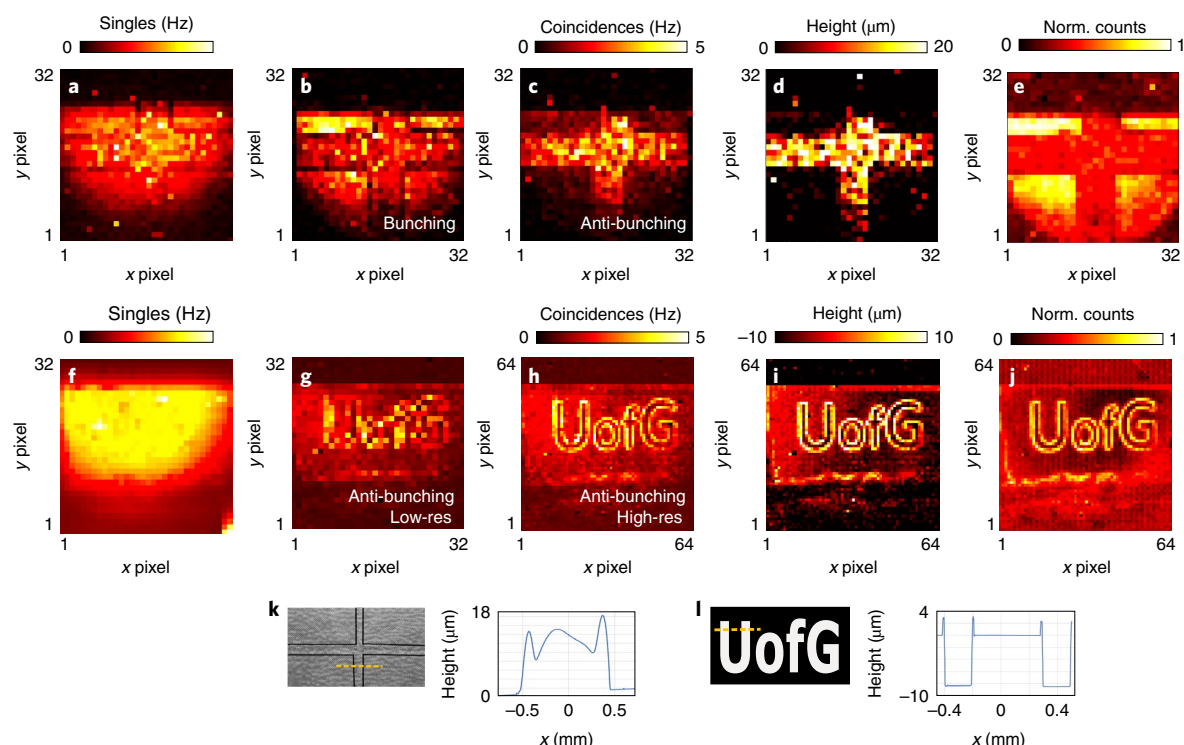 Singles (Hz)
0
Coincidences (Hz)
0 5
Height (μm)
0 20
Norm. counts
0 1
32 a
y pixel
1
1
x pixel
b
y pixel
Bunching
1 32
x pixel
32 c
y pixel
Anti-bunching
1
1 32
x pixel
32 d
y pixel
1
1 32
x pixel
32 e
y pixel
1
1 32
x pixel
Singles (Hz)
0
Coincidences (Hz)
0 5
Height (μm)
−10 10
Norm. counts
0 1
32 f
y pixel
1
1
x pixel
g
y pixel
Anti-bunching
Low-res
1 32
x pixel
64 h
UofG
y pixel
Anti-bunching
High-res
1
1 64
x pixel
64 i
UofG
y pixel
1
1 64
x pixel
64 j
UofG
y pixel
1
1 64
x pixel
k
Height (μm)
18
0
−0.5 0 0.5
x (mm)
l
UofG
Height (μm)
4
−10
−0.4 0 0.4
x (mm)